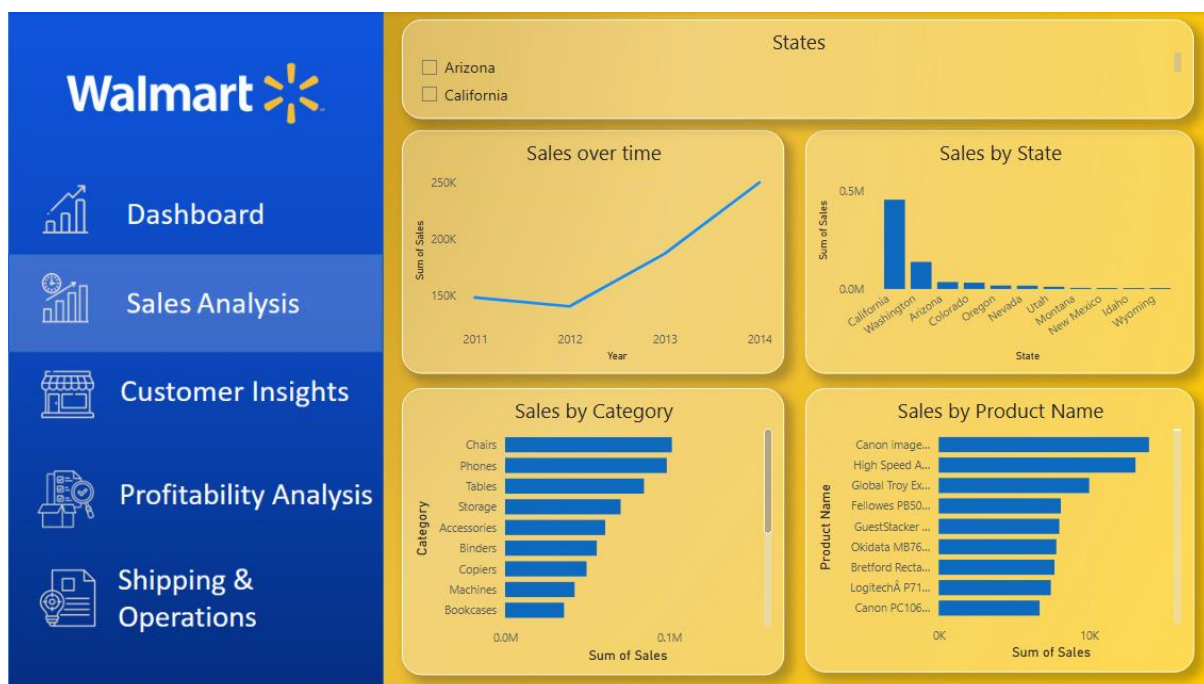 Walmart
Dashboard
Sales Analysis
Customer Insights
Profitability Analysis
Shipping &
Operations
States
Arizona
California
Sales over time
250K
200K
150K
Sum of Sales
2011 2012 2013 2014
Year
Sales by State
0.5M
0.0M
Sum of Sales
California Washington Arizona Colorado Oregon Nevada Utah Montana New Mexico Idaho Wyoming
State
Sales by Category
Category
Chairs
Phones
Tables
Storage
Accessories
Binders
Copiers
Machines
Bookcases
0.0M 0.1M
Sum of Sales
Sales by Product Name
Product Name
Canon image...
High Speed A...
Global Troy Ex...
Fellowes PB50...
GuestStacker ...
Okidata MB76...
Bretford Recta...
LogitechÂ P71...
Canon PC106...
0K 10K
Sum of Sales